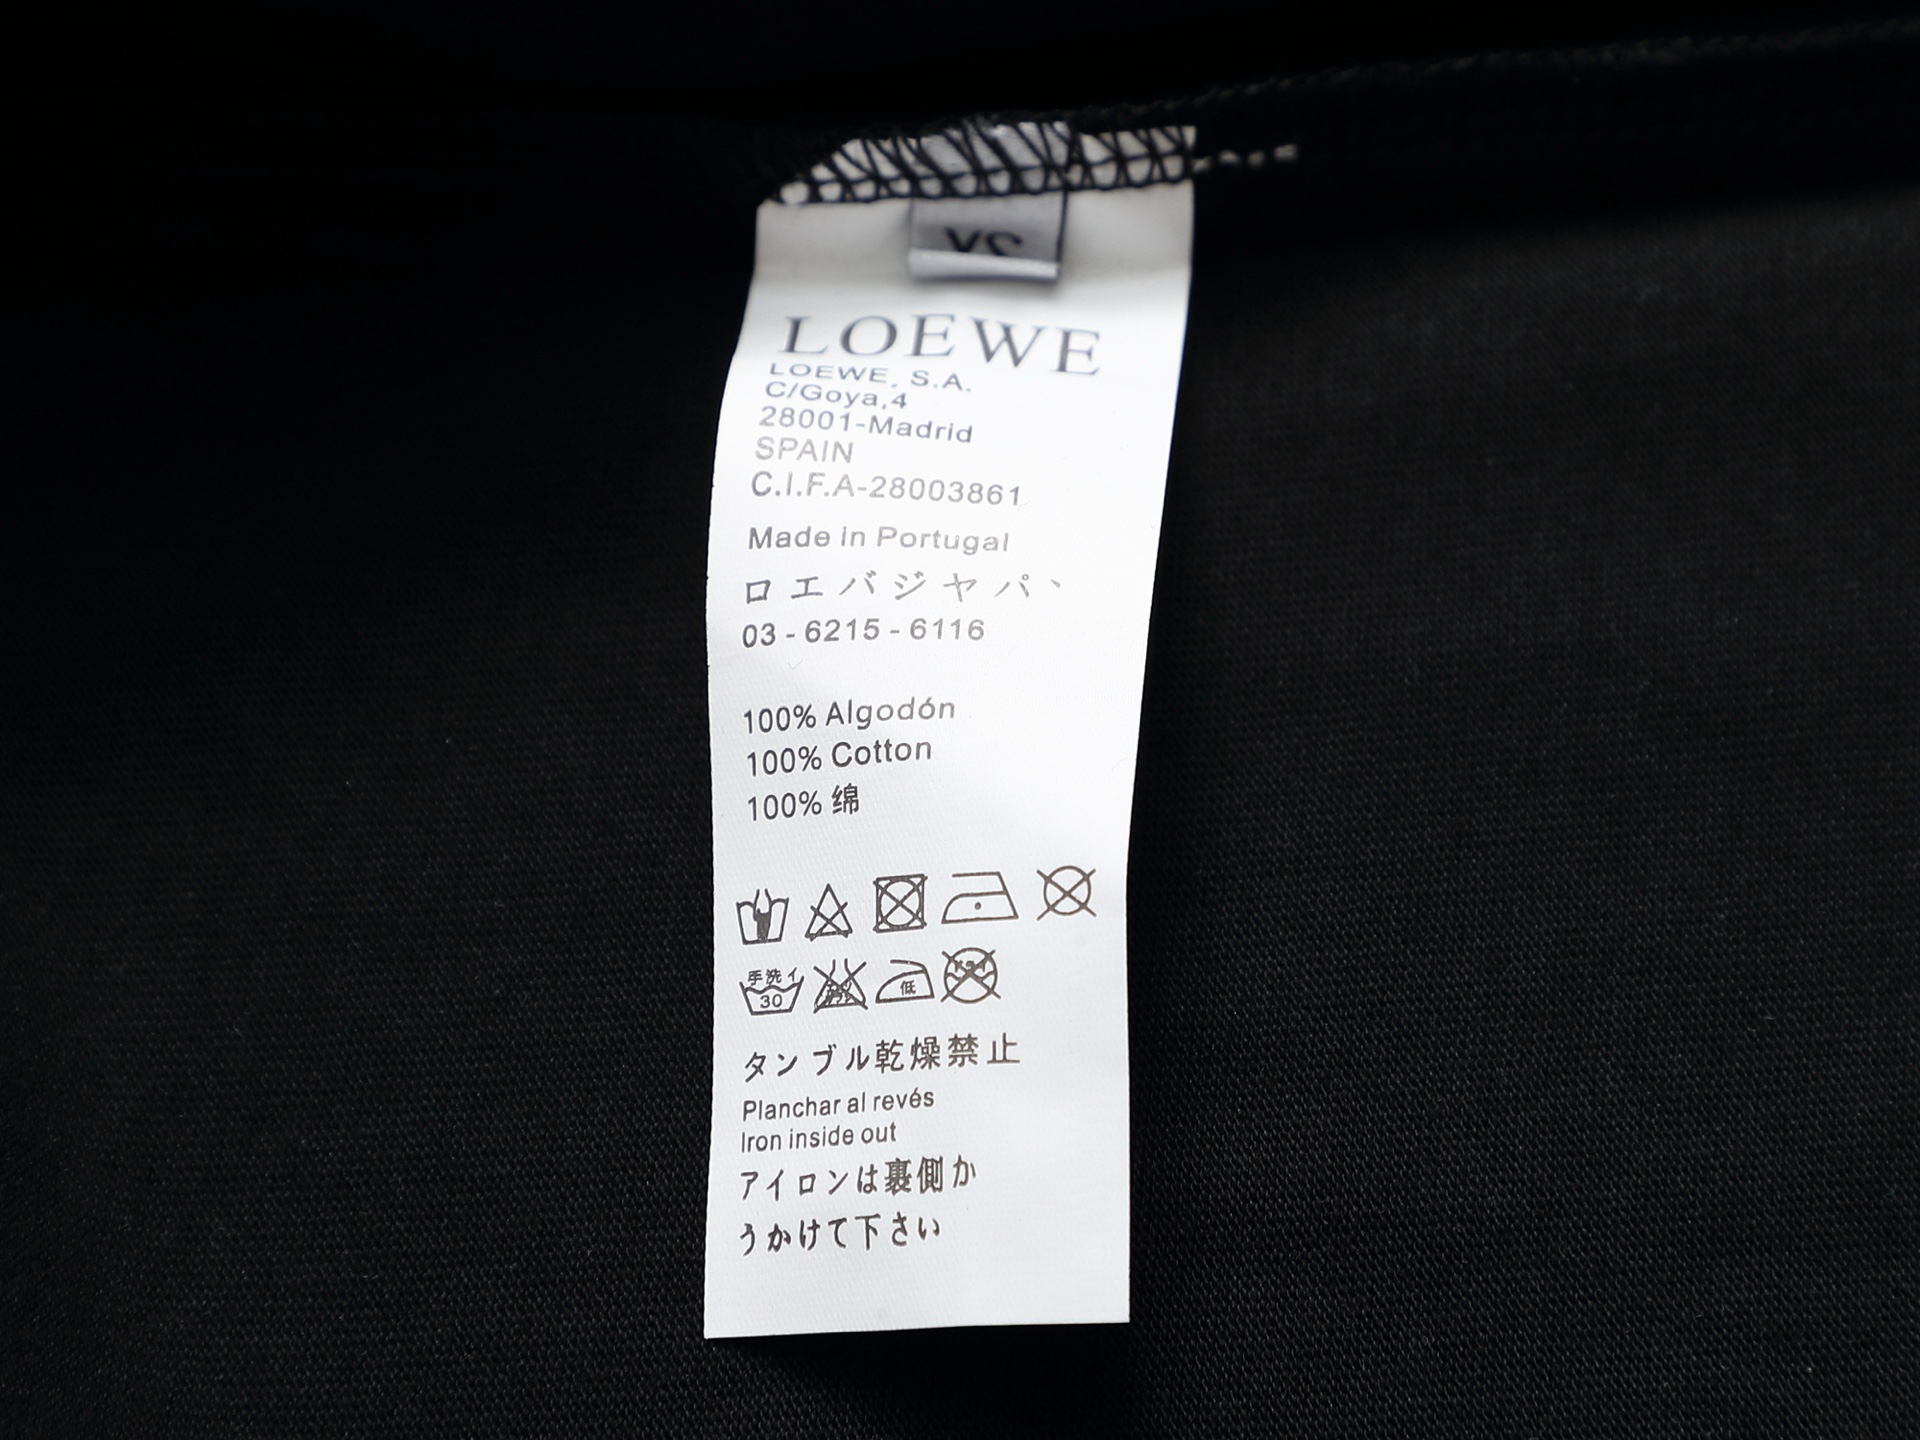 LOEWE
LOEWE, S.A.
C/Goya,4
28001-Madrid
SPAIN
C.I.F.A-28003861
Made in Portugal
ロエバジヤパ、
03-6215-6116
100% Algodón
100% Cotton
100% 绵
手洗イ
30
低
タンブル乾燥禁止
Planchar al revés
Iron inside out
アイロンは裏側か
うかけて下さい